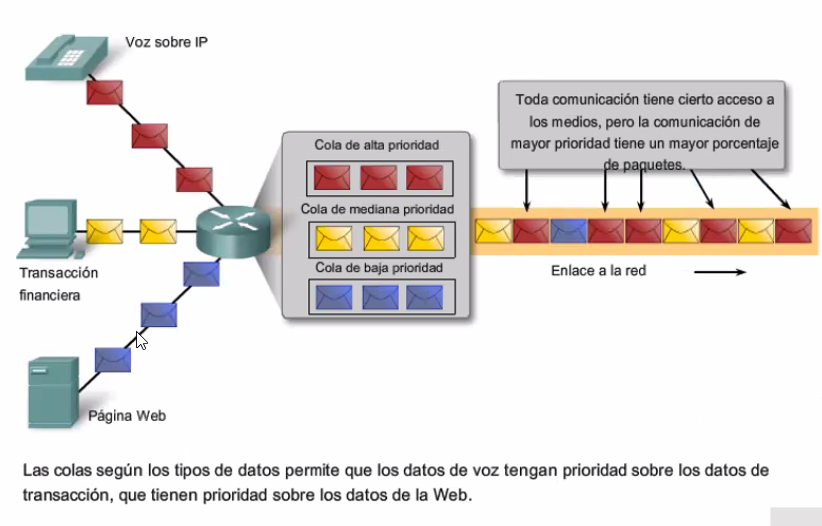 Voz sobre IP
Toda comunicación tiene cierto acceso a
los medios, pero la comunicación de
mayor prioridad tiene un mayor porcentaje
de paquetes.
Cola de alta prioridad
Cola de mediana prioridad
Cola de baja prioridad
Transacción
financiera
Enlace a la red
Página Web
Las colas según los tipos de datos permite que los datos de voz tengan prioridad sobre los datos de
transacción, que tienen prioridad sobre los datos de la Web.